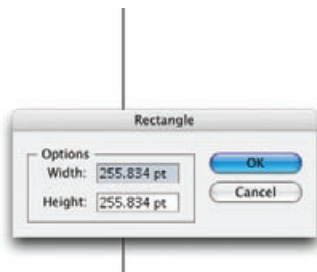 Rectangle
Options
Width: 255.834 pt
Height: 255.834 pt
OK
Cancel